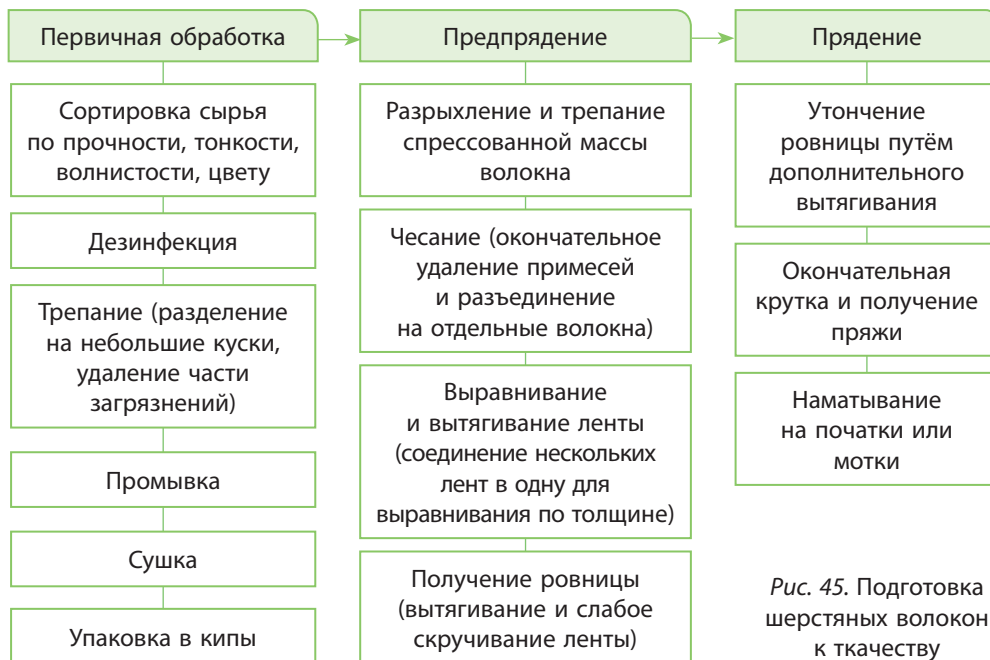 Первичная обработка
Сортировка сырья
по прочности, тонкости,
волнистости, цвету
Дезинфекция
Трепание (разделение
на небольшие куски,
удаление части
загрязнений)
Промывка
Сушка
Упаковка в кипы
Предпрядение
Разрыхление и трепание
спрессованной массы
волокна
Чесание (окончательное
удаление примесей
и разъединение
на отдельные волокна)
Выравнивание
и вытягивание ленты
(соединение нескольких
лент в одну для
выравнивания по толщине)
Получение ровницы
(вытягивание и слабое
скручивание ленты)
Прядение
Утончение
ровницы путём
дополнительного
вытягивания
Окончательная
крутка и получение
пряжи
Наматывание
на початки или
мотки
Рис. 45. Подготовка
шерстяных волокон
к ткачеству